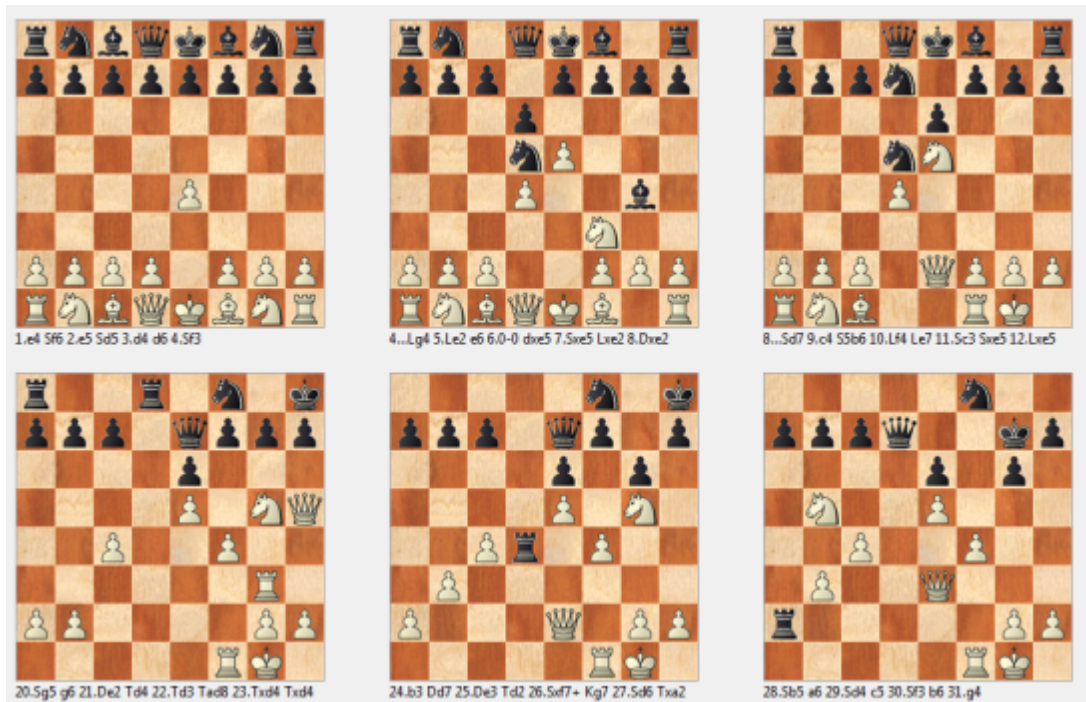 1.e4 Sf6 2.e5 Sd5 3.d4 d6 4.Sf3
4...Lg4 5.Le2 e6 6.0-0 dxe5 7.Sxe5 Lxe2 8.Dxe2
8...Sd7 9.c4 S5b6 10.Lf4 Le7 11.Sc3 Sxe5 12.Lxe5
20.Sg5 g6 21.De2 Td4 22.Td3 Tad8 23.Txd4 Txd4
24.b3 Dd7 25.De3 Td2 26.Sxf7+ Kg7 27.Sd6 Txa2
28.Sb5 a6 29.Sd4 c5 30.Sf3 b6 31.g4